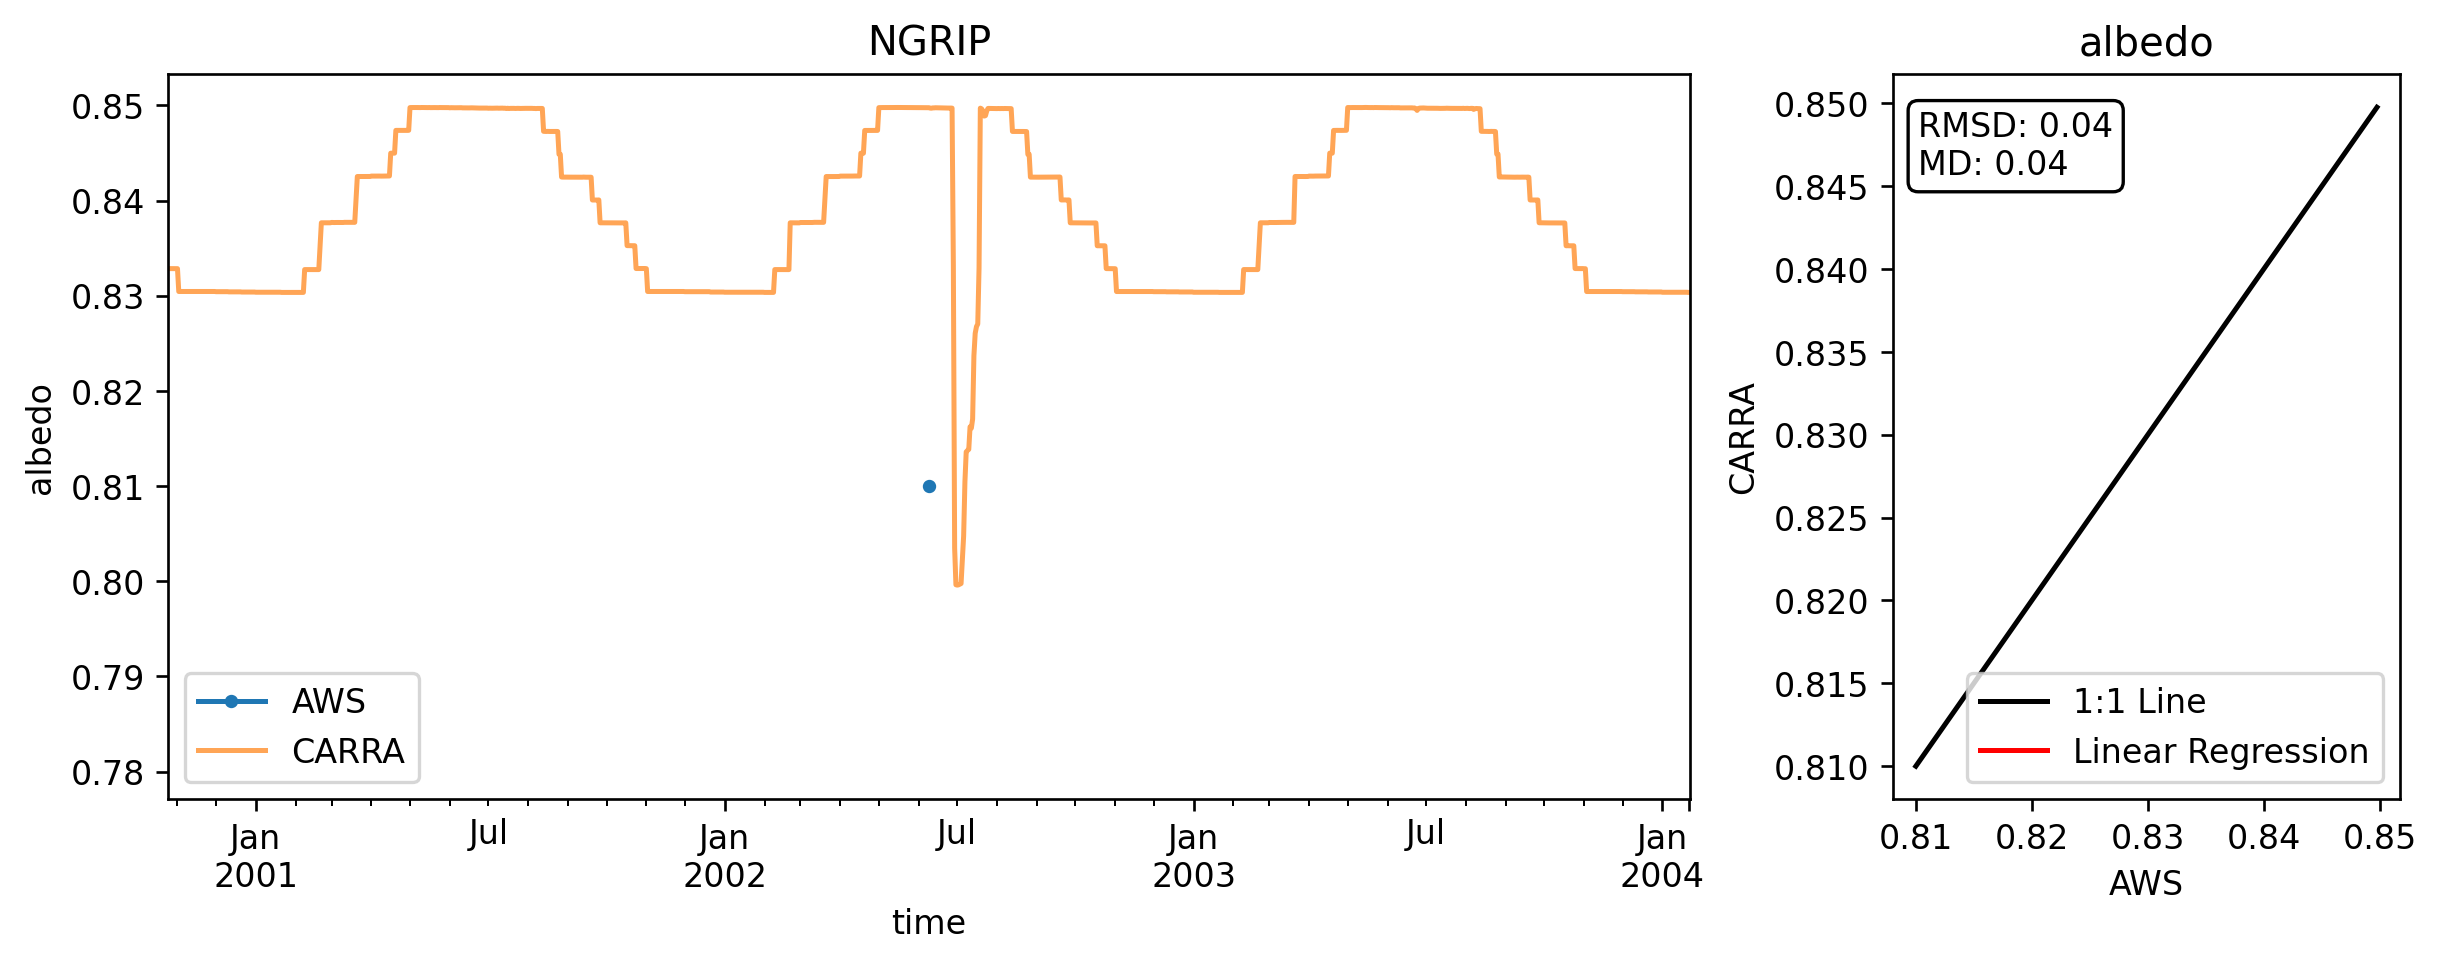 NGRIP
albedo
0.85
0.84
0.83
0.82
0.81
0.80
0.79
0.78
albedo
AWS
CARRA
Jan
2001
Jul
Jan
2002
Jul
Jan
2003
Jul
Jan
2004
time
0.850
0.845
0.840
0.835
0.830
0.825
0.820
0.815
0.810
CARRA
RMSD: 0.04
MD: 0.04
1:1 Line
Linear Regression
0.81 0.82 0.83 0.84 0.85
AWS